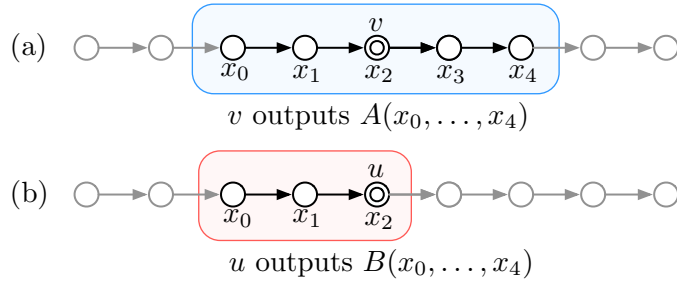 (a)
v
x₀ x₁ x₂ x₃ x₄
v outputs A(x₀, . . . , x₄)
(b)
u
x₀ x₁ x₂
u outputs B(x₀, . . . , x₄)